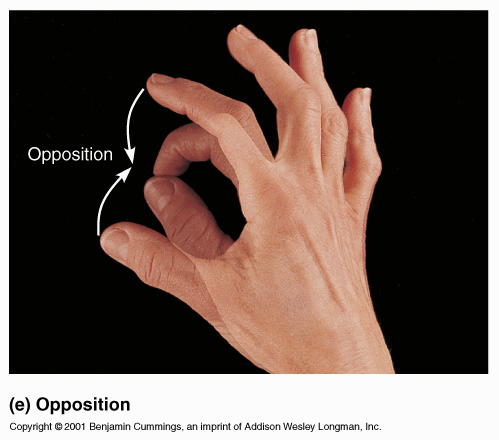 Opposition
(e) Opposition
Copyright © 2001 Benjamin Cummings, an imprint of Addison Wesley Longman, Inc.